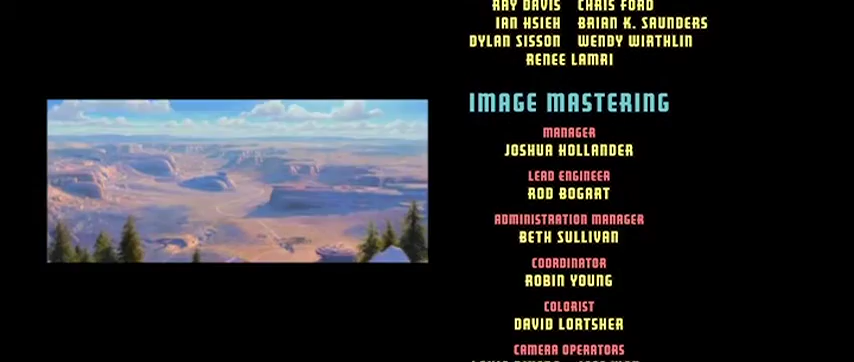 RAY DAVIS CHRIS FORD
IAN HSIEH BRIAN K. SAUNDERS
DYLAN SISSON WENDY WIRTHLIN
RENEE LAMRI
IMAGE MASTERING
MANAGER
JOSHUA HOLLANDER
LEAD ENGINEER
ROD BOGART
ADMINISTRATION MANAGER
BETH SULLIVAN
COORDINATOR
ROBIN YOUNG
COLORIST
DAVID LORTSHER
CAMERA OPERATORS